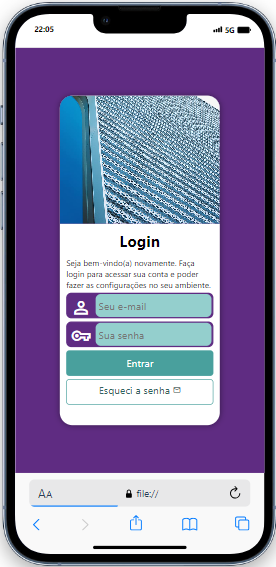 22:05
5G
Login
Seja bem-vindo(a) novamente. Faça
login para acessar sua conta e poder
fazer as configurações no seu ambiente.
Seu e-mail
Sua senha
Entrar
Esqueci a senha
AA
file://